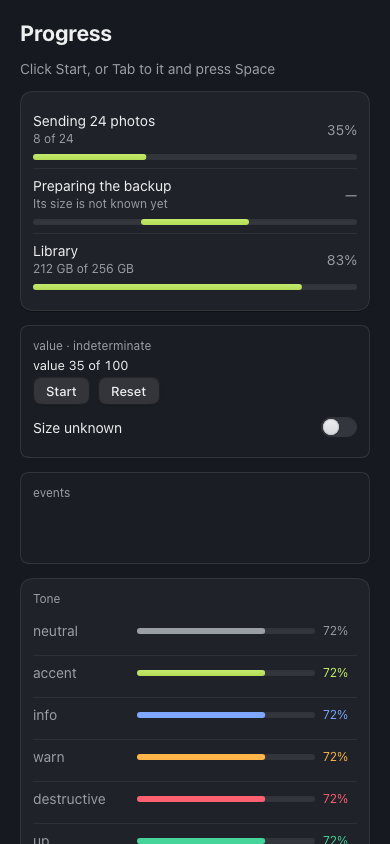 Progress
Click Start, or Tab to it and press Space
Sending 24 photos
8 of 24
35%
Preparing the backup
Its size is not known yet
—
Library
212 GB of 256 GB
83%
value · indeterminate
value 35 of 100
Start Reset
Size unknown
events
Tone
neutral 72%
accent 72%
info 72%
warn 72%
destructive 72%
up 72%